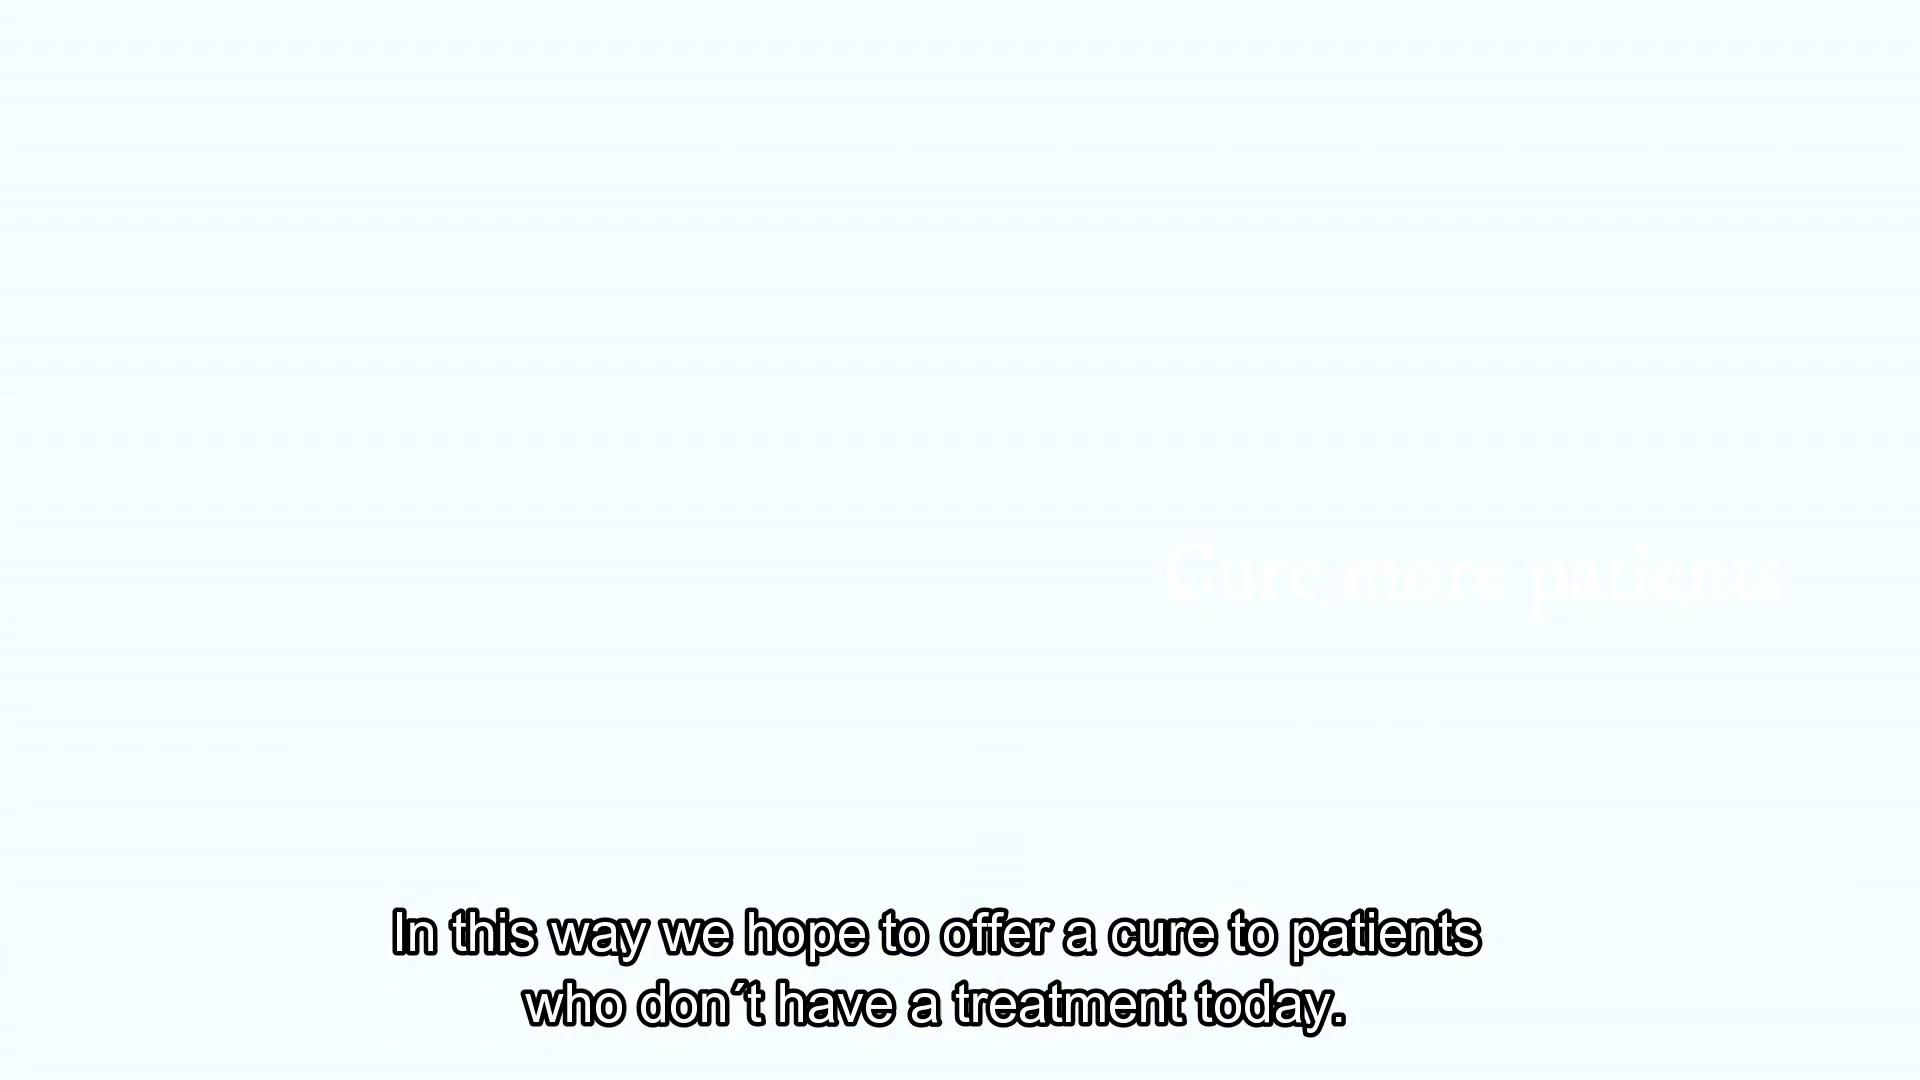 Cure more patients
In this way we hope to offer a cure to patients
who don´t have a treatment today.